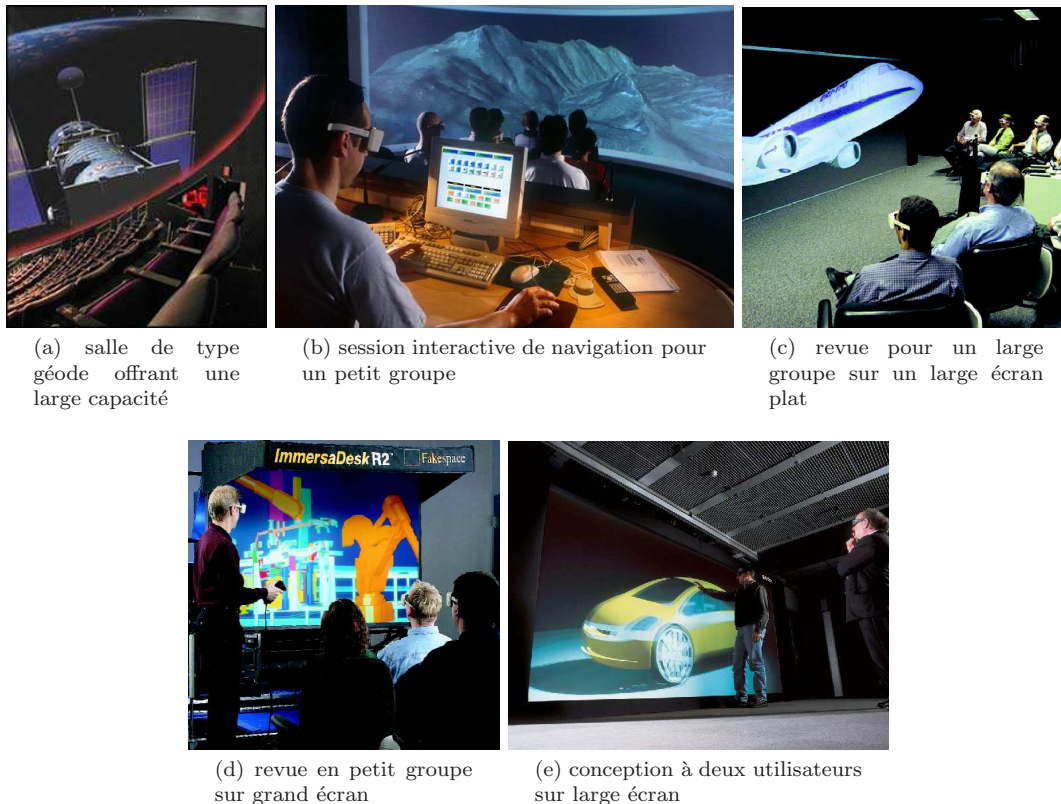 (a) salle de type
géode offrant une
large capacité
(b) session interactive de navigation pour
un petit groupe
(c) revue pour un large
groupe sur un large écran
plat
ImmersaDesk R2™ Fakespace
(d) revue en petit groupe
sur grand écran
(e) conception à deux utilisateurs
sur large écran